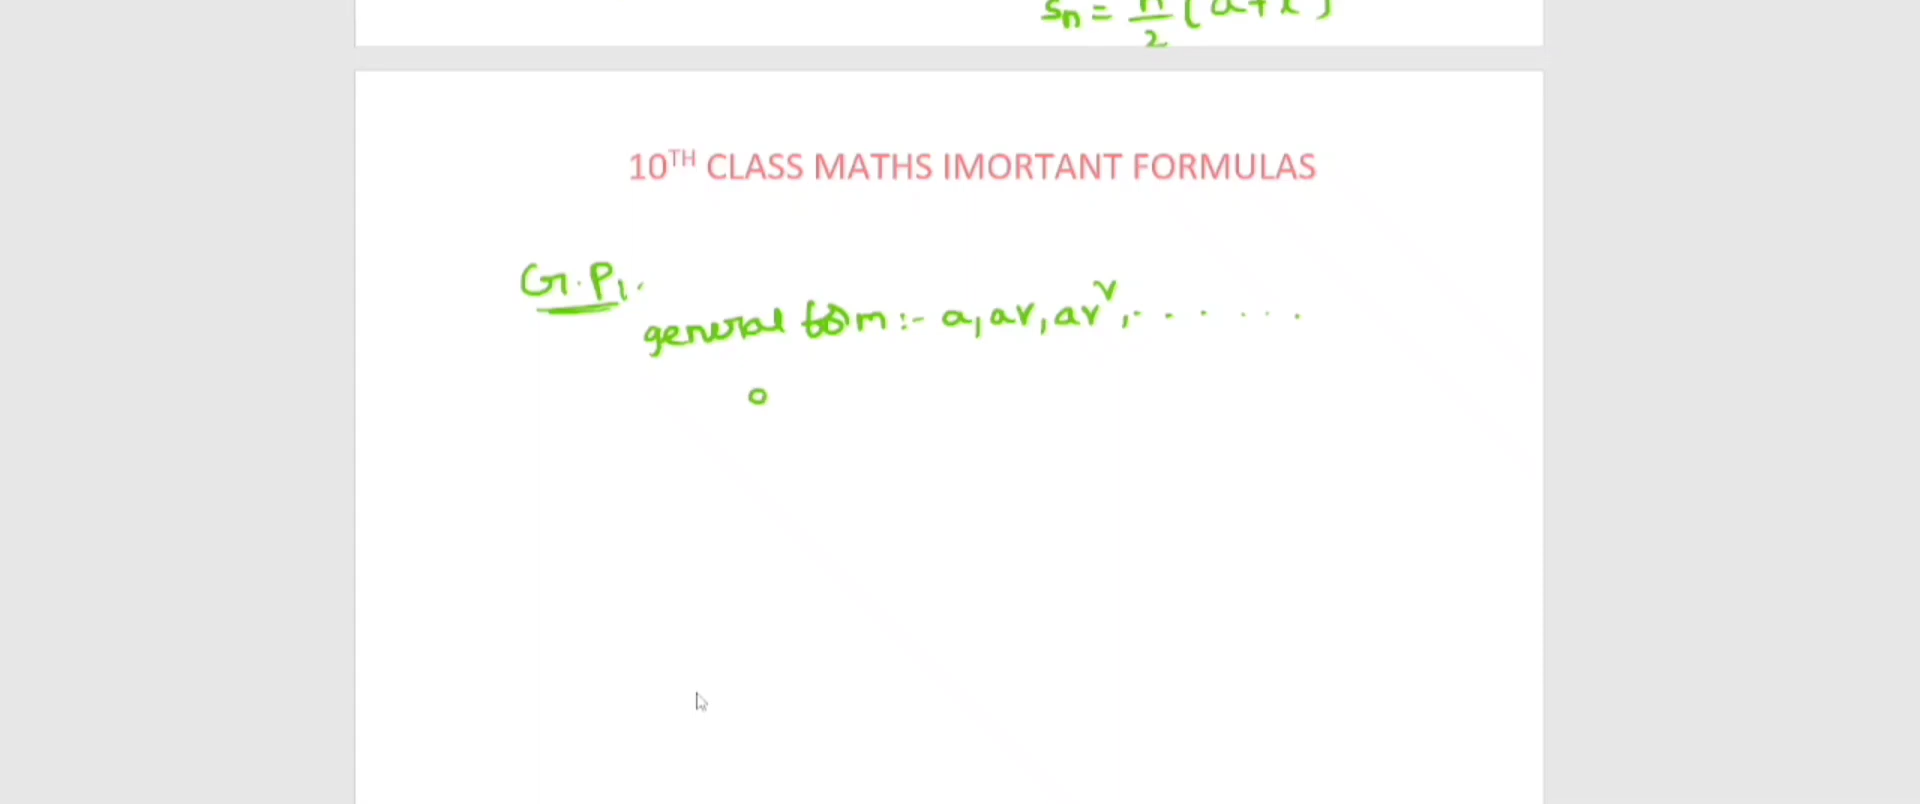 Sn = n/2 [a+l]
10TH CLASS MATHS IMORTANT FORMULAS
G.P.
general form :- a, ar, ar², . . . . . .
o